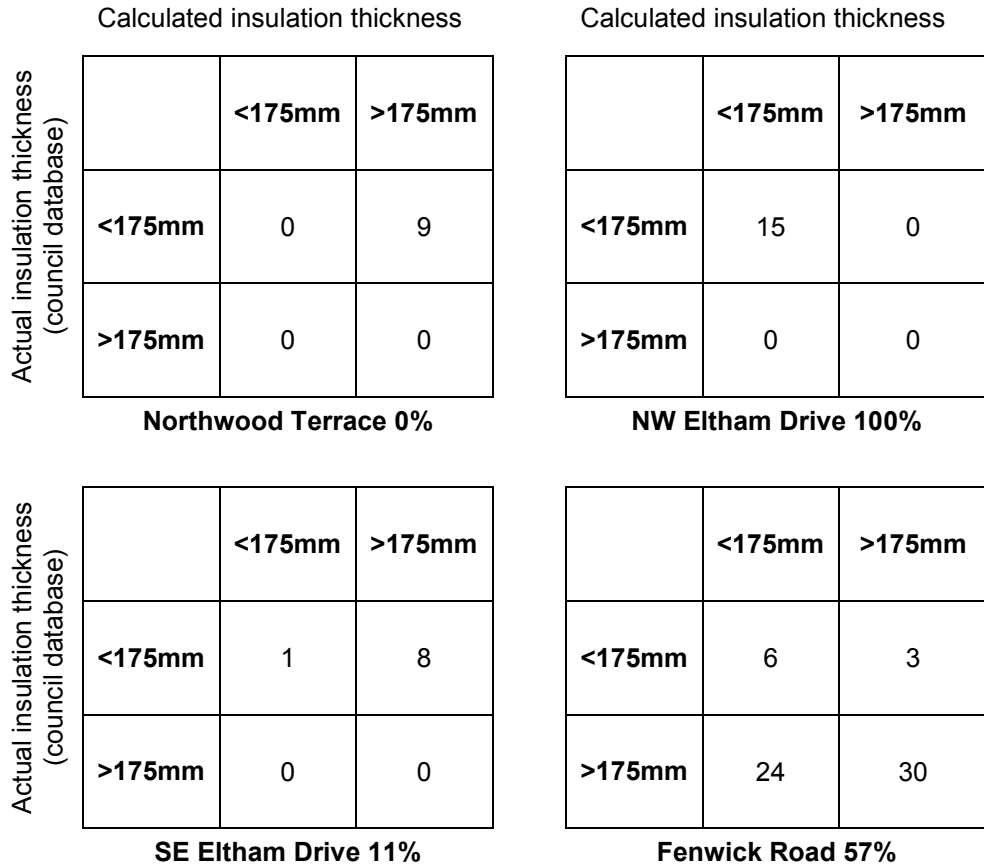 Calculated insulation thickness
Actual insulation thickness
(council database)
<175mm >175mm
<175mm 0 9
>175mm 0 0
Northwood Terrace 0%
Calculated insulation thickness
<175mm >175mm
<175mm 15 0
>175mm 0 0
NW Eltham Drive 100%
Actual insulation thickness
(council database)
<175mm >175mm
<175mm 1 8
>175mm 0 0
SE Eltham Drive 11%
<175mm >175mm
<175mm 6 3
>175mm 24 30
Fenwick Road 57%